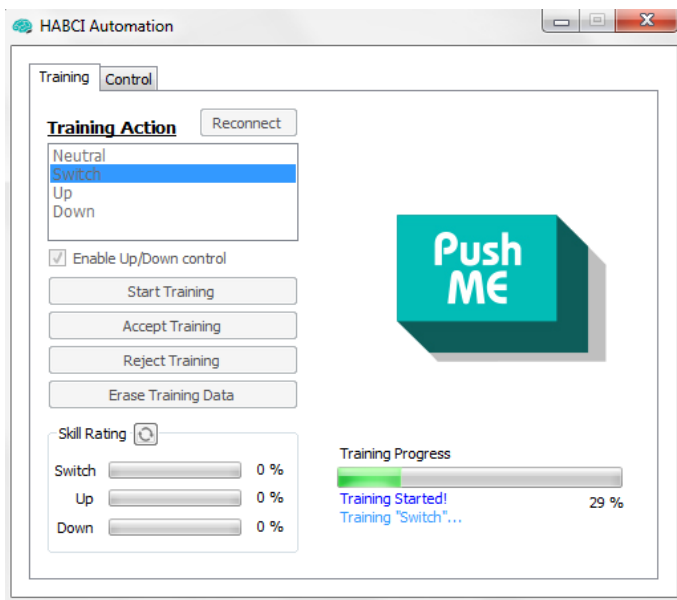 HABCI Automation
Training
Control
Training Action
Reconnect
Neutral
Switch
Up
Down
Enable Up/Down control
Start Training
Accept Training
Reject Training
Erase Training Data
Skill Rating
Switch 0 %
Up 0 %
Down 0 %
Push
ME
Training Progress
Training Started!
29 %
Training "Switch"...